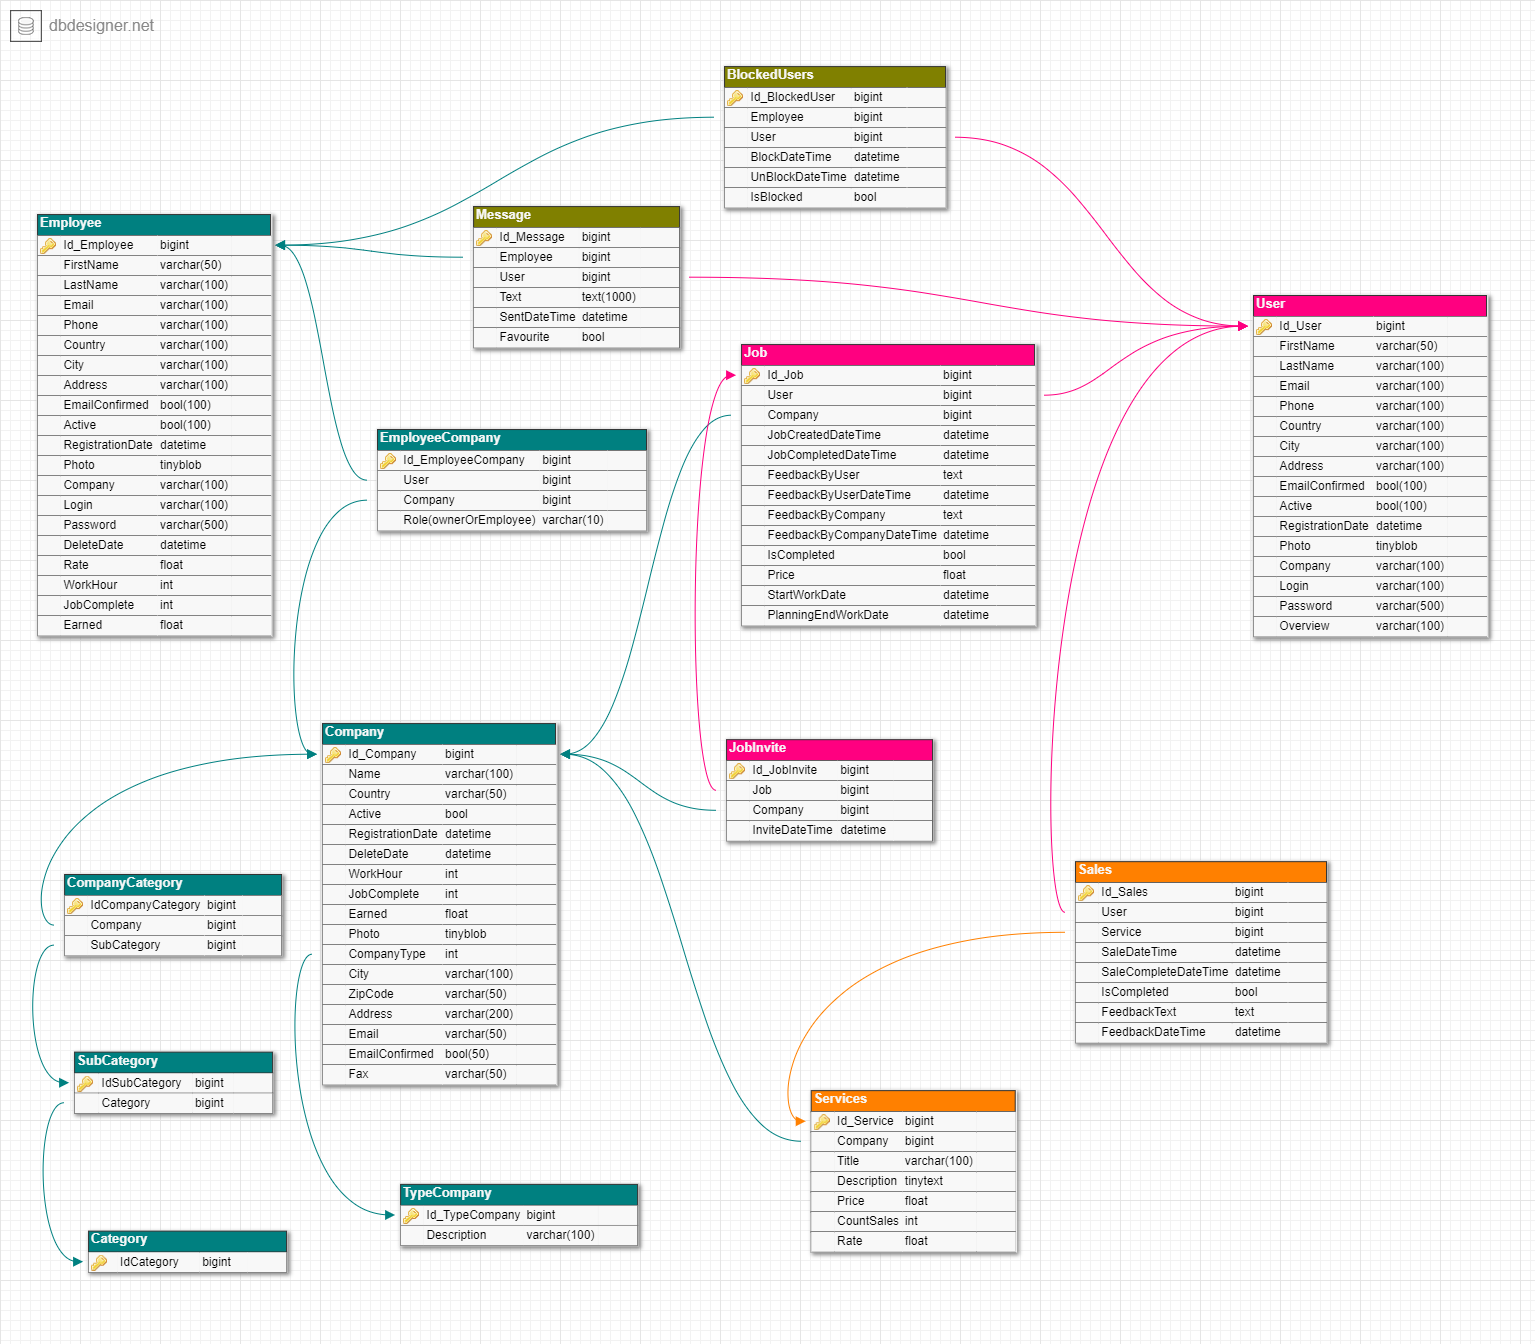 dbdesigner.net
BlockedUsers
Id_BlockedUser bigint
Employee bigint
User bigint
BlockDateTime datetime
UnBlockDateTime datetime
IsBlocked bool
Message
Id_Message bigint
Employee bigint
User bigint
Text text(1000)
SentDateTime datetime
Favourite bool
Employee
Id_Employee bigint
FirstName varchar(50)
LastName varchar(100)
Email varchar(100)
Phone varchar(100)
Country varchar(100)
City varchar(100)
Address varchar(100)
EmailConfirmed bool(100)
Active bool(100)
RegistrationDate datetime
Photo tinyblob
Company varchar(100)
Login varchar(100)
Password varchar(500)
DeleteDate datetime
Rate float
WorkHour int
JobComplete int
Earned float
User
Id_User bigint
FirstName varchar(50)
LastName varchar(100)
Email varchar(100)
Phone varchar(100)
Country varchar(100)
City varchar(100)
Address varchar(100)
EmailConfirmed bool(100)
Active bool(100)
RegistrationDate datetime
Photo tinyblob
Company varchar(100)
Login varchar(100)
Password varchar(500)
Overview varchar(100)
Job
Id_Job bigint
User bigint
Company bigint
JobCreatedDateTime datetime
JobCompletedDateTime datetime
FeedbackByUser text
FeedbackByUserDateTime datetime
FeedbackByCompany text
FeedbackByCompanyDateTime datetime
IsCompleted bool
Price float
StartWorkDate datetime
PlanningEndWorkDate datetime
EmployeeCompany
Id_EmployeeCompany bigint
User bigint
Company bigint
Role(ownerOrEmployee) varchar(10)
Company
Id_Company bigint
Name varchar(100)
Country varchar(50)
Active bool
RegistrationDate datetime
DeleteDate datetime
WorkHour int
JobComplete int
Earned float
Photo tinyblob
CompanyType int
City varchar(100)
ZipCode varchar(50)
Address varchar(200)
Email varchar(50)
EmailConfirmed bool(50)
Fax varchar(50)
JobInvite
Id_JobInvite bigint
Job bigint
Company bigint
InviteDateTime datetime
CompanyCategory
IdCompanyCategory bigint
Company bigint
SubCategory bigint
Sales
Id_Sales bigint
User bigint
Service bigint
SaleDateTime datetime
SaleCompleteDateTime datetime
IsCompleted bool
FeedbackText text
FeedbackDateTime datetime
SubCategory
IdSubCategory bigint
Category bigint
Services
Id_Service bigint
Company bigint
Title varchar(100)
Description tinytext
Price float
CountSales int
Rate float
TypeCompany
Id_TypeCompany bigint
Description varchar(100)
Category
IdCategory bigint